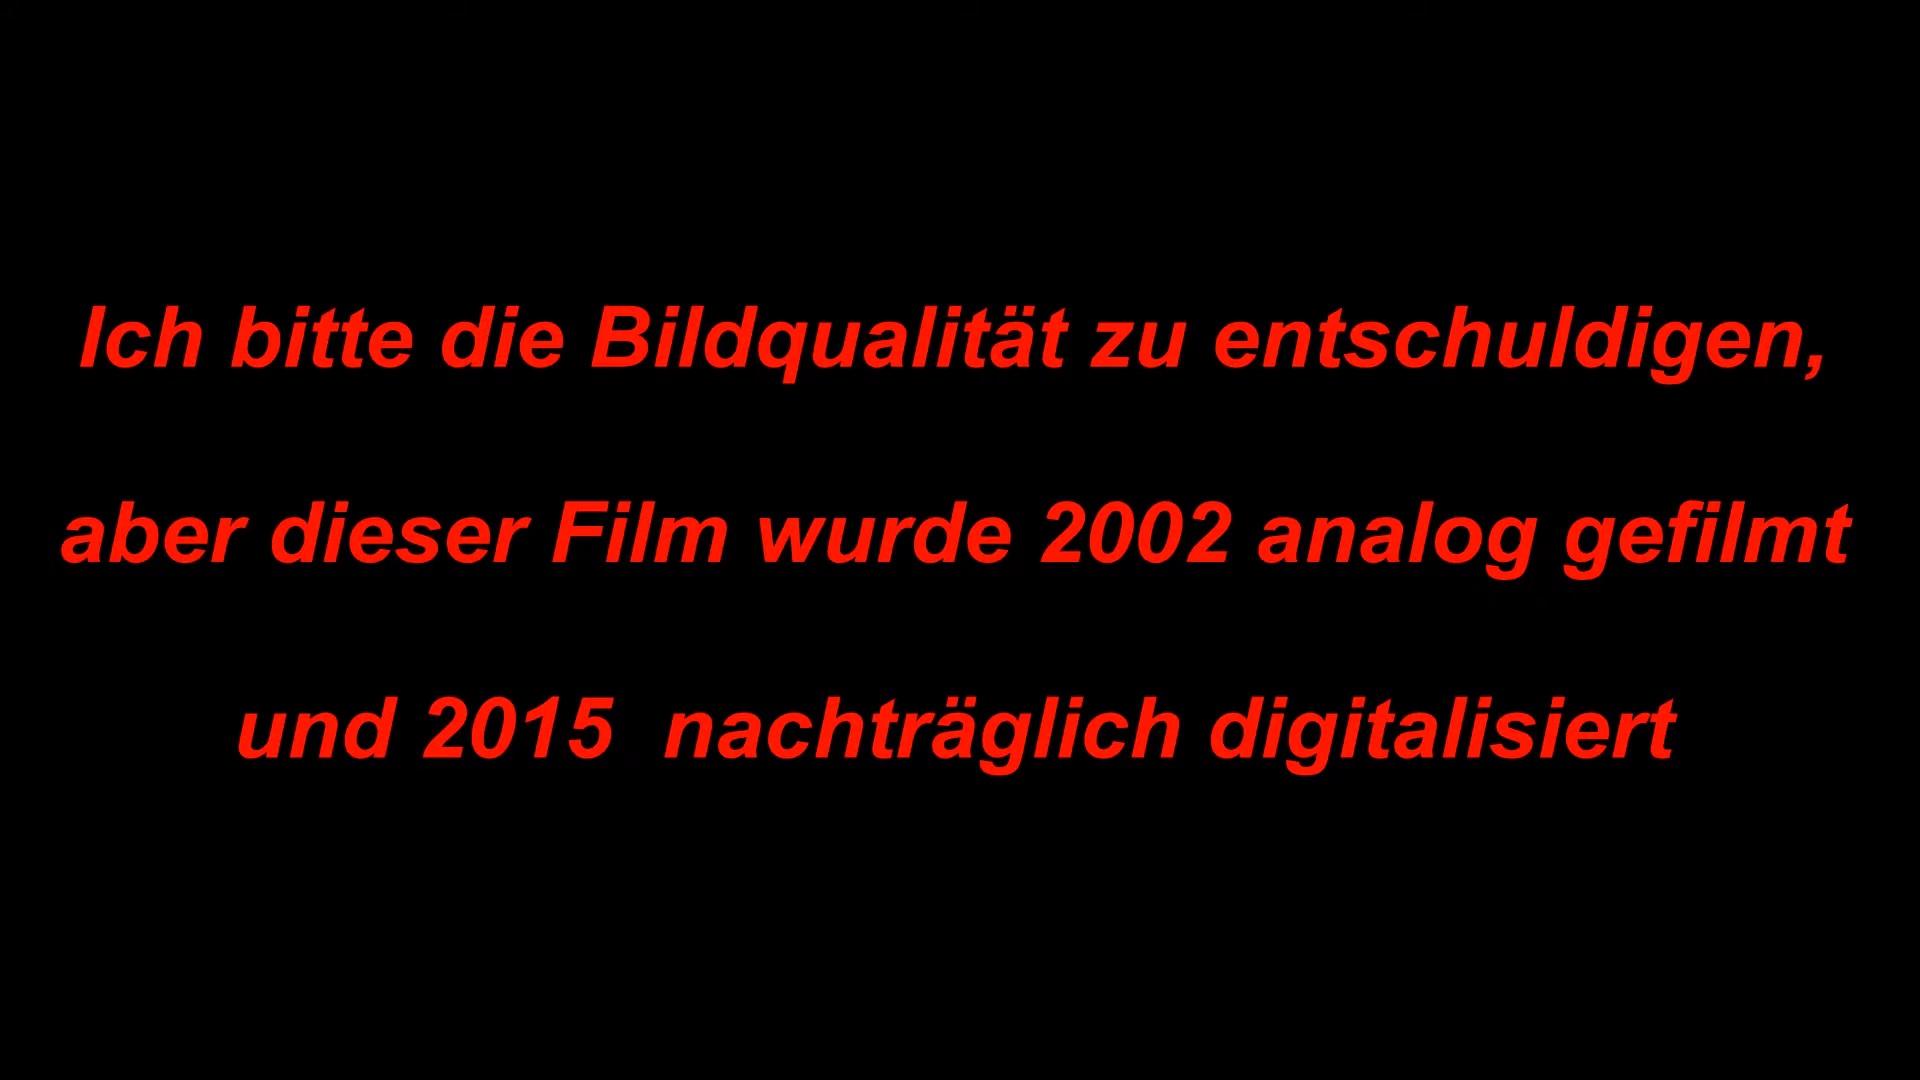 Ich bitte die Bildqualität zu entschuldigen,
aber dieser Film wurde 2002 analog gefilmt
und 2015  nachträglich digitalisiert